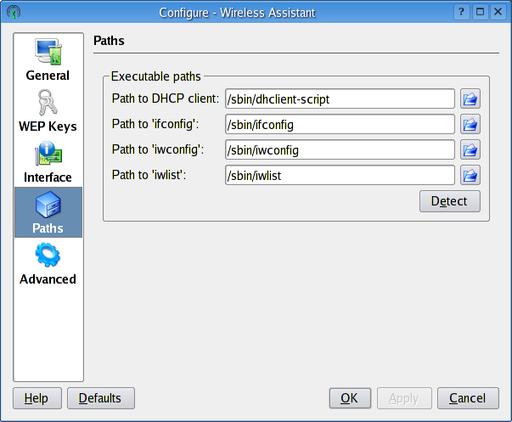 Configure - Wireless Assistant
General
WEP Keys
Interface
Paths
Advanced
Paths
Executable paths
Path to DHCP client: /sbin/dhclient-script
Path to 'ifconfig': /sbin/ifconfig
Path to 'iwconfig': /sbin/iwconfig
Path to 'iwlist': /sbin/iwlist
Detect
Help Defaults OK Apply Cancel